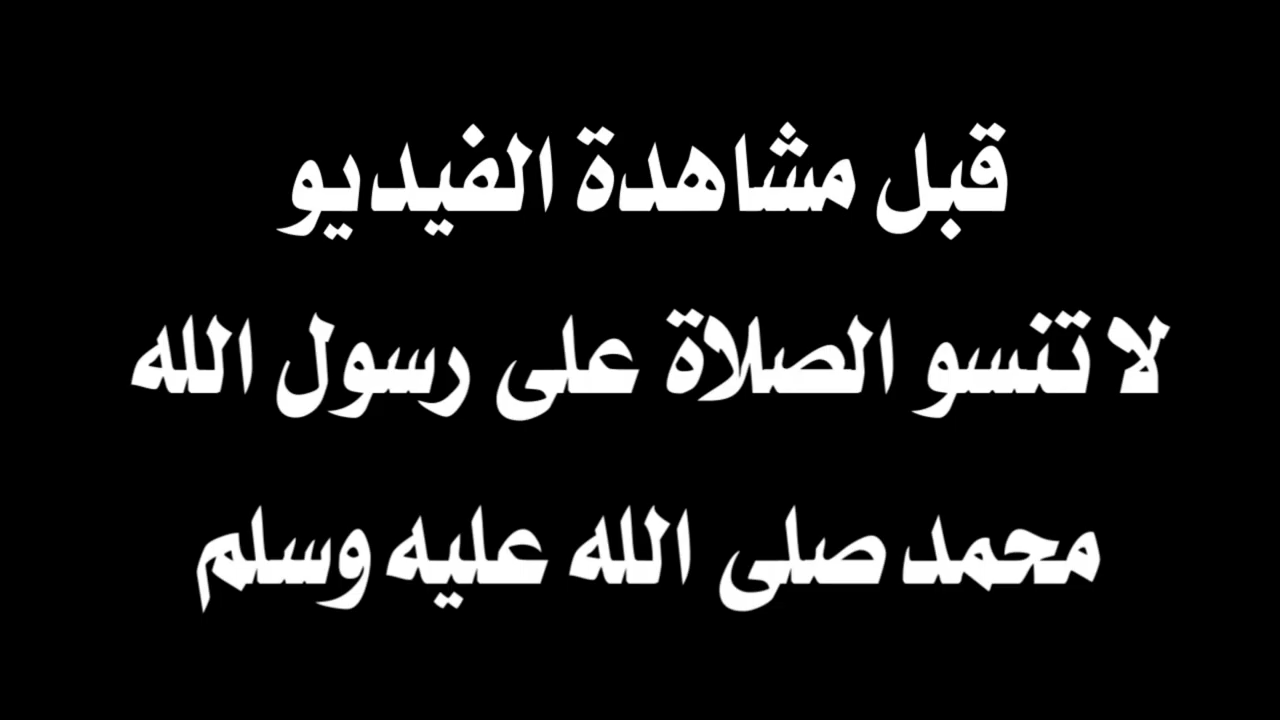 قبل مشاهدة الفيديو
لا تنسو الصلاة على رسول الله
محمد صلى الله عليه وسلم